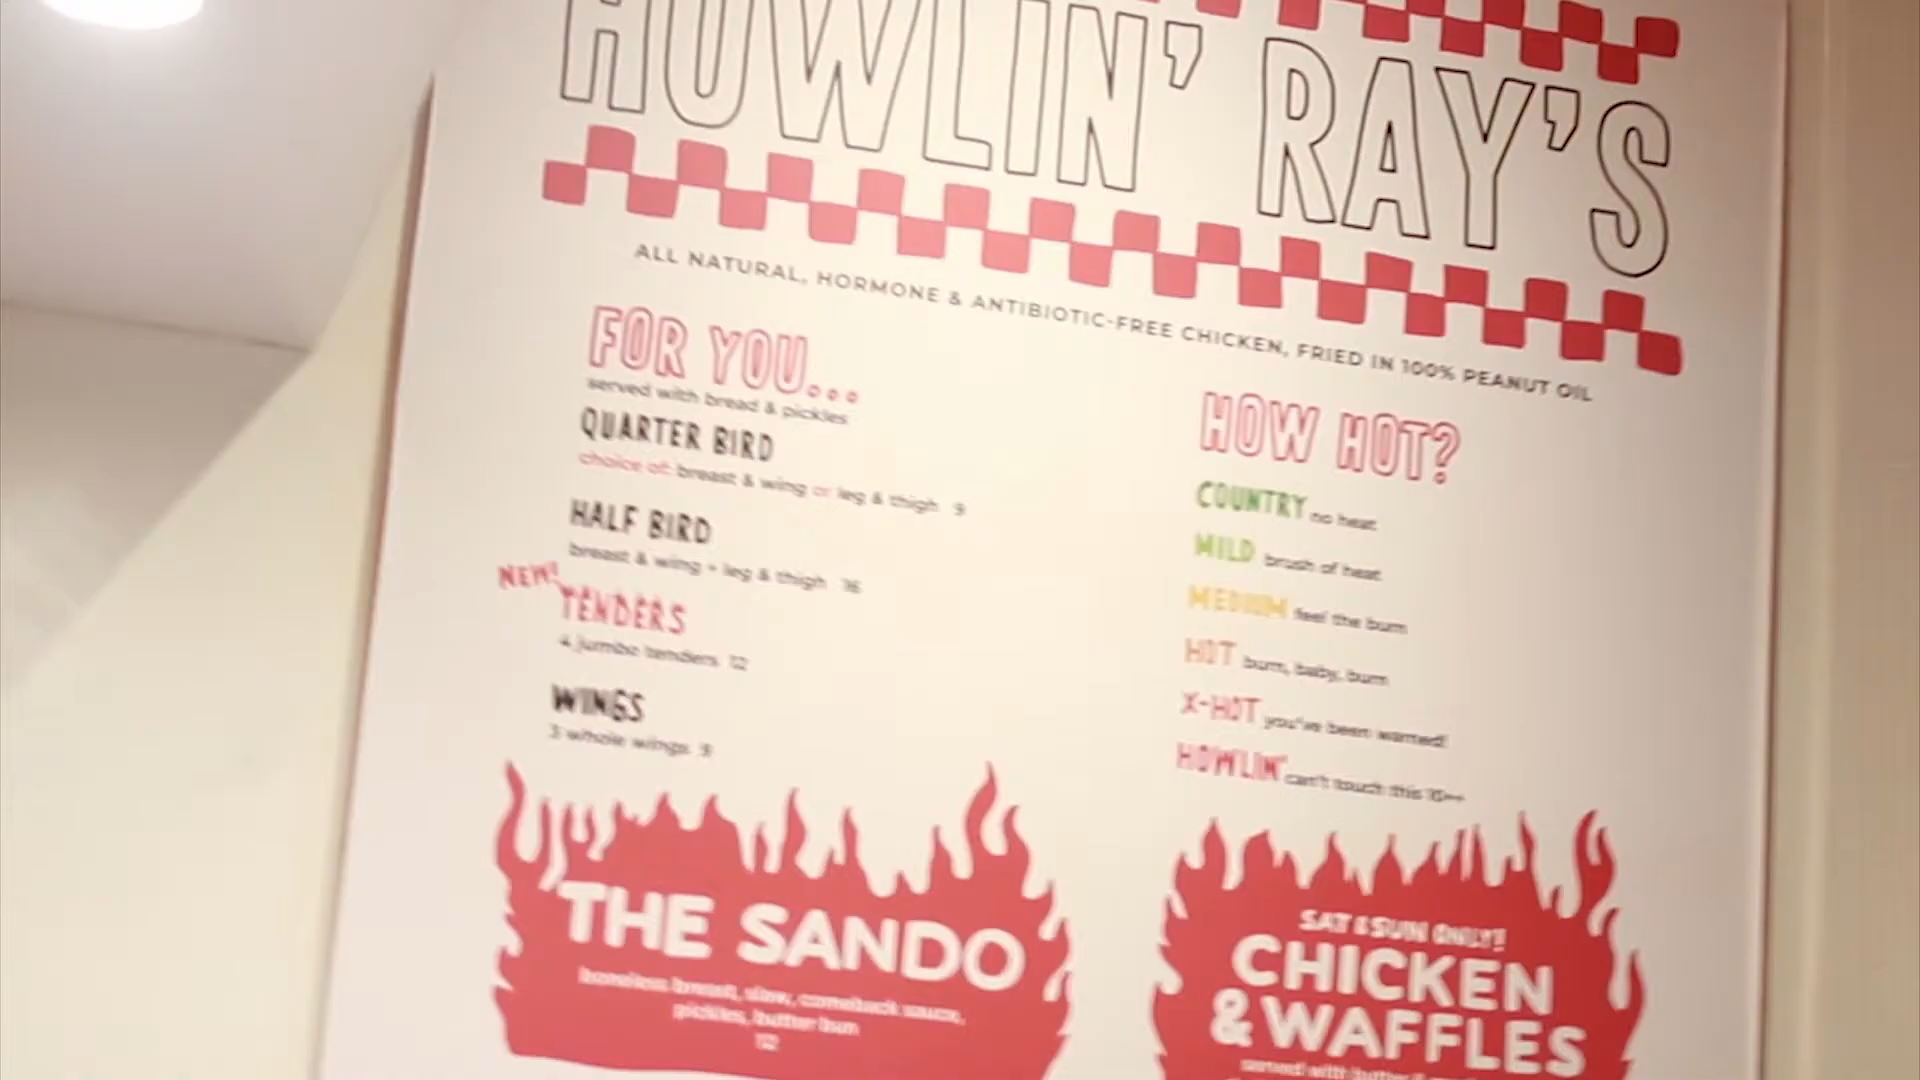 HOWLIN' RAY'S
ALL NATURAL, HORMONE & ANTIBIOTIC-FREE CHICKEN, FRIED IN 100% PEANUT OIL
FOR YOU...
served with bread & pickles
QUARTER BIRD
choice of: breast & wing or leg & thigh 9
HALF BIRD
breast & wing + leg & thigh 16
NEW!
TENDERS
4 jumbo tenders 12
WINGS
3 whole wings 9
HOW HOT?
COUNTRY no heat
MILD brush of heat
MEDIUM feel the burn
HOT burn, baby, burn
X-HOT you've been warned!
HOWLIN' can't touch this
THE SANDO
boneless breast, slaw, comeback sauce,
pickles, butter bun
12
SAT & SUN ONLY!
CHICKEN
& WAFFLES
served with butter